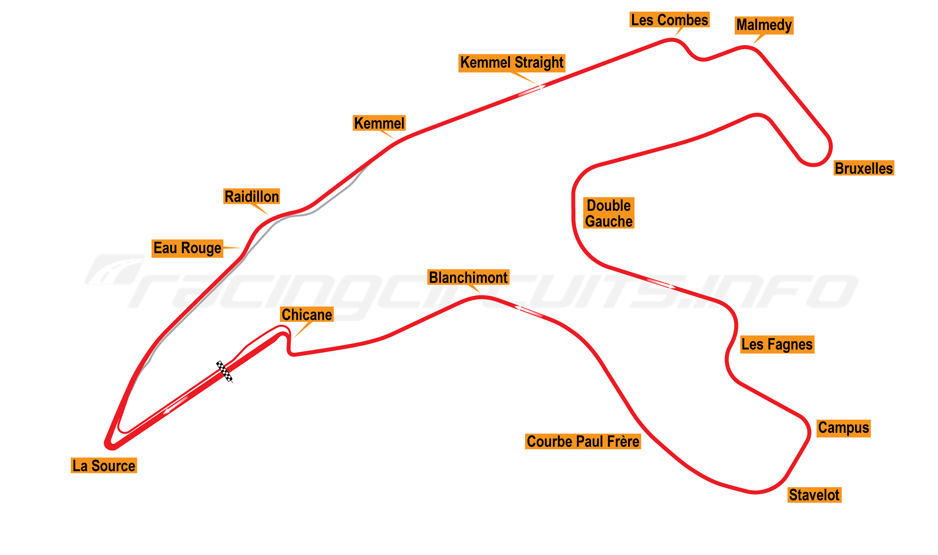 Les Combes
Malmedy
Kemmel Straight
Kemmel
Bruxelles
Raidillon
Double
Gauche
Eau Rouge
Blanchimont
racingcircuits.info
Chicane
Les Fagnes
Campus
Courbe Paul Frère
La Source
Stavelot